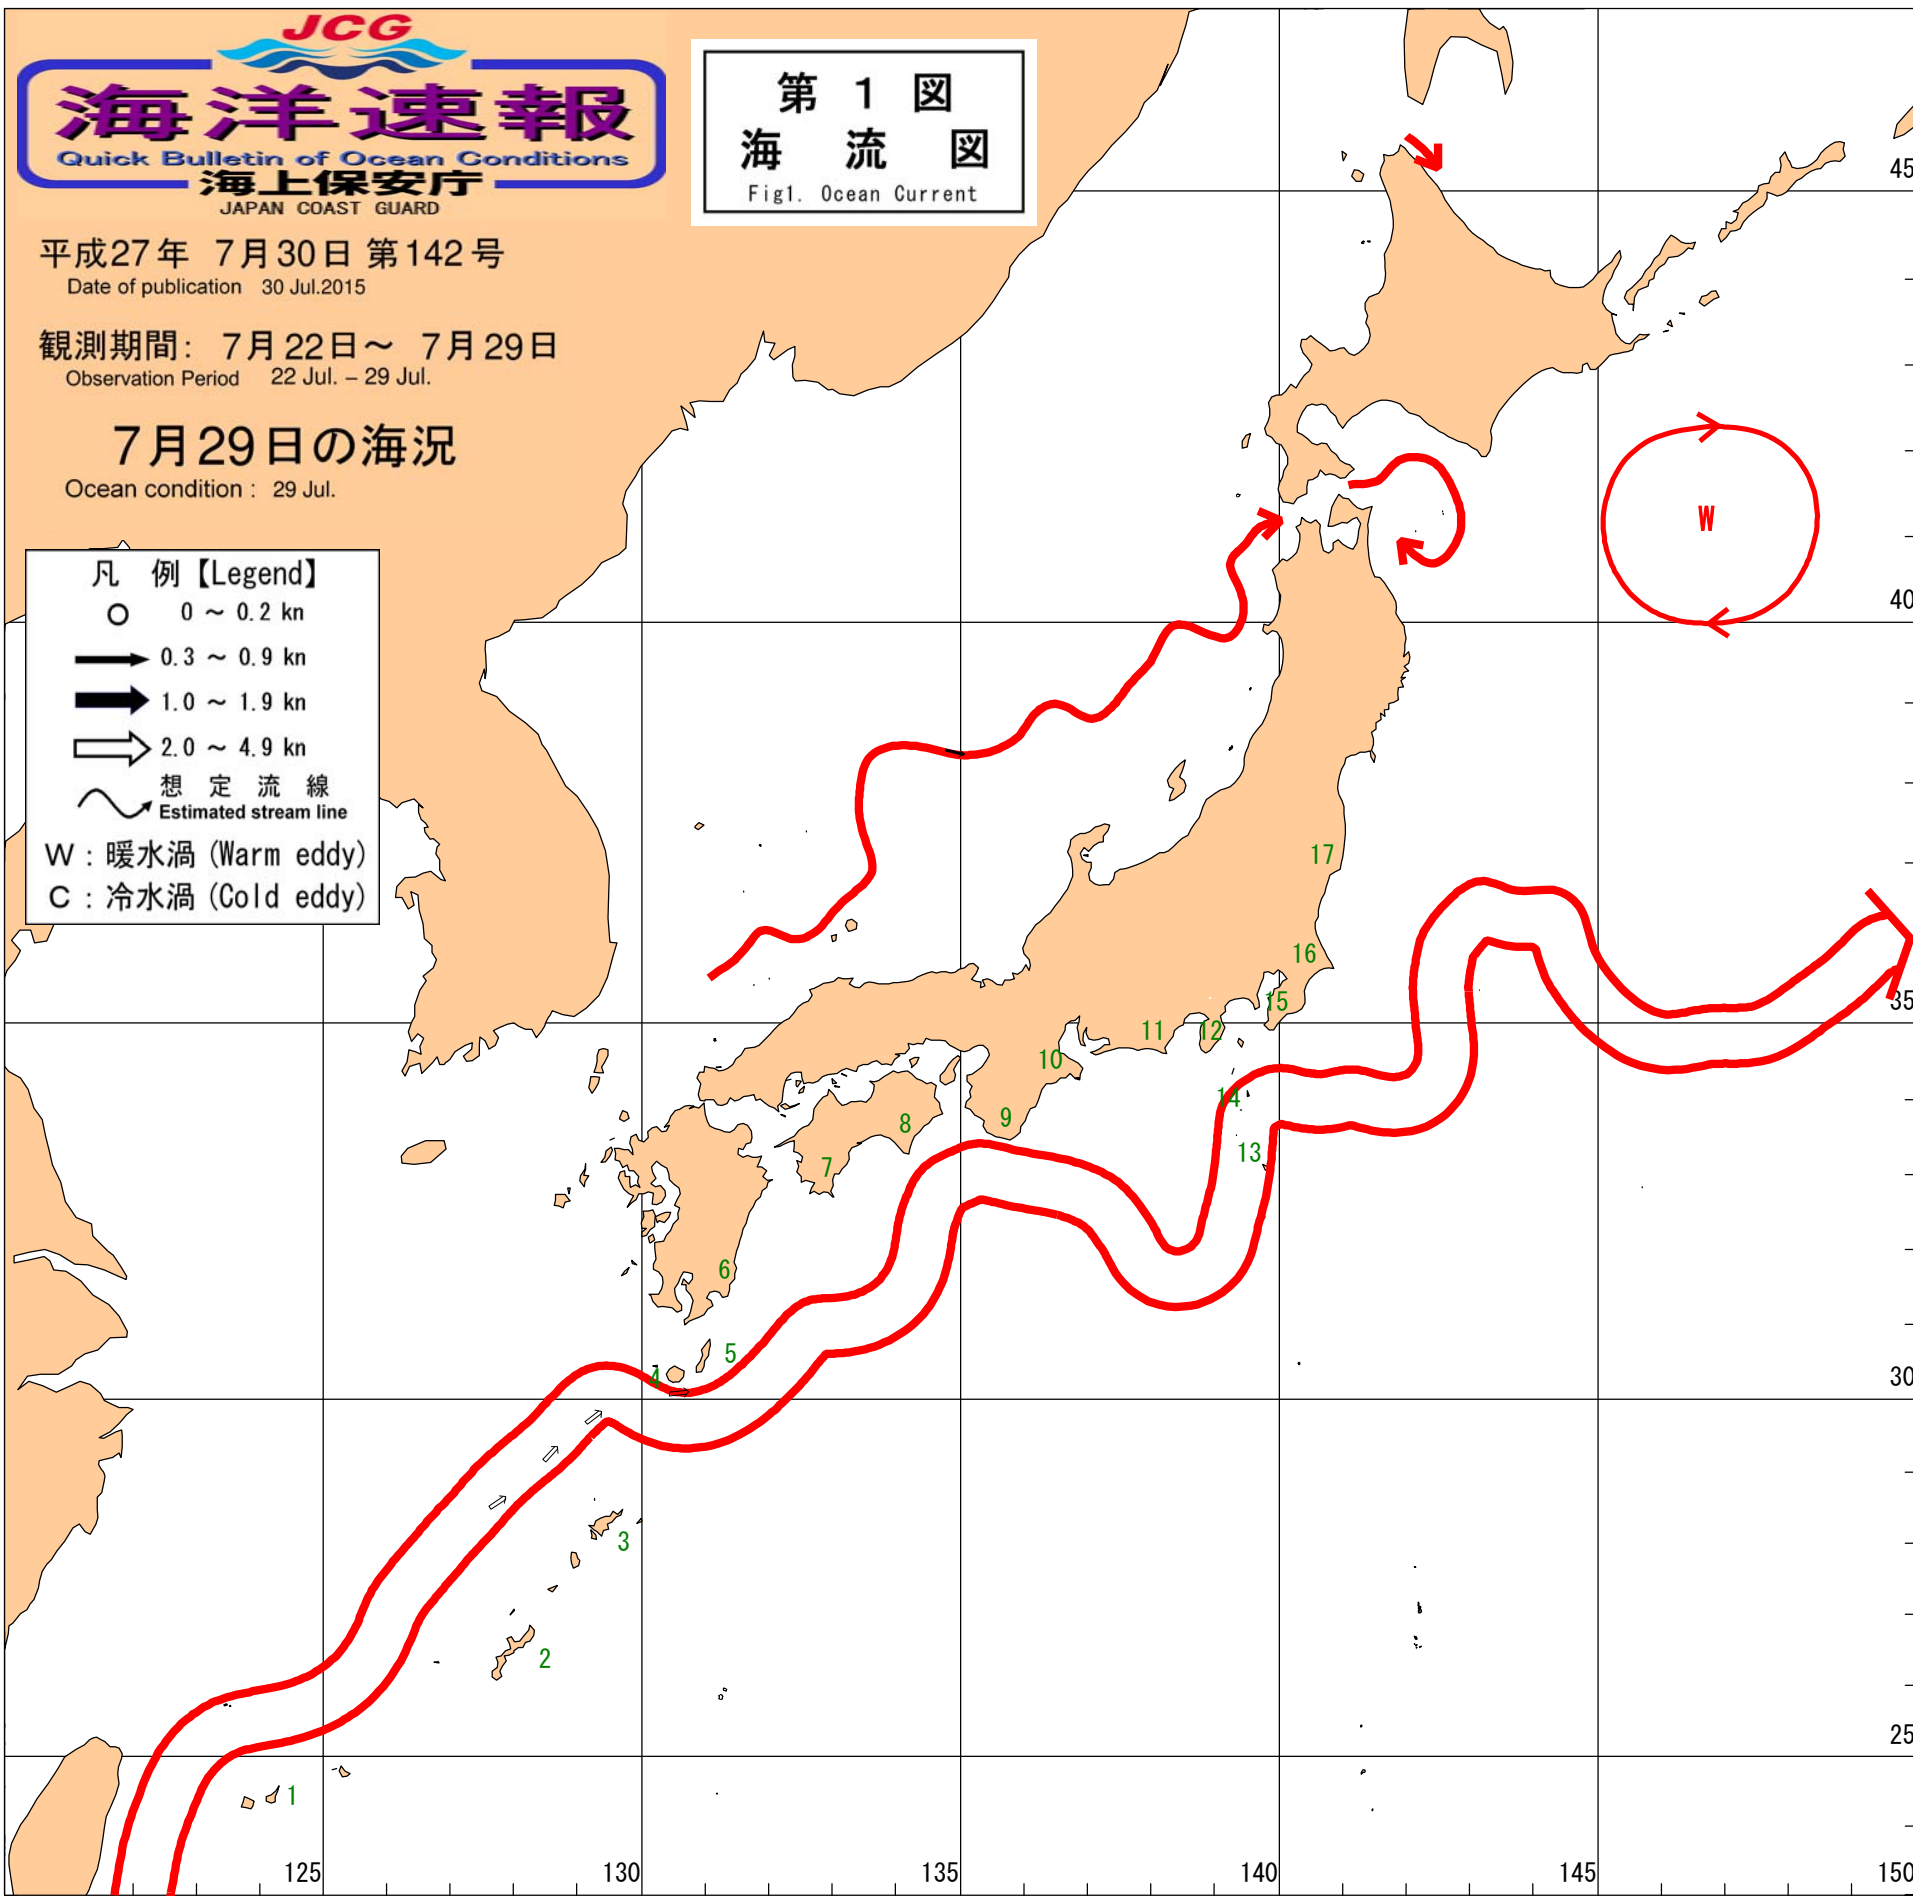 JCG
海洋速報
Quick Bulletin of Ocean Conditions
海上保安庁
JAPAN COAST GUARD
第 1 図
海 流 図
Fig1. Ocean Current
平成27年 7月30日 第142号
Date of publication 30 Jul.2015
観測期間: 7月22日～ 7月29日
Observation Period 22 Jul. – 29 Jul.
7月29日の海況
Ocean condition : 29 Jul.
凡 例【Legend】
0 ～ 0.2 kn
0.3 ～ 0.9 kn
1.0 ～ 1.9 kn
2.0 ～ 4.9 kn
想 定 流 線
Estimated stream line
W : 暖水渦 (Warm eddy)
C : 冷水渦 (Cold eddy)
45
W
40
17
16
15
35
11
12
10
14
8
9
13
7
6
5
4
30
3
2
25
1
125
130
135
140
145
150